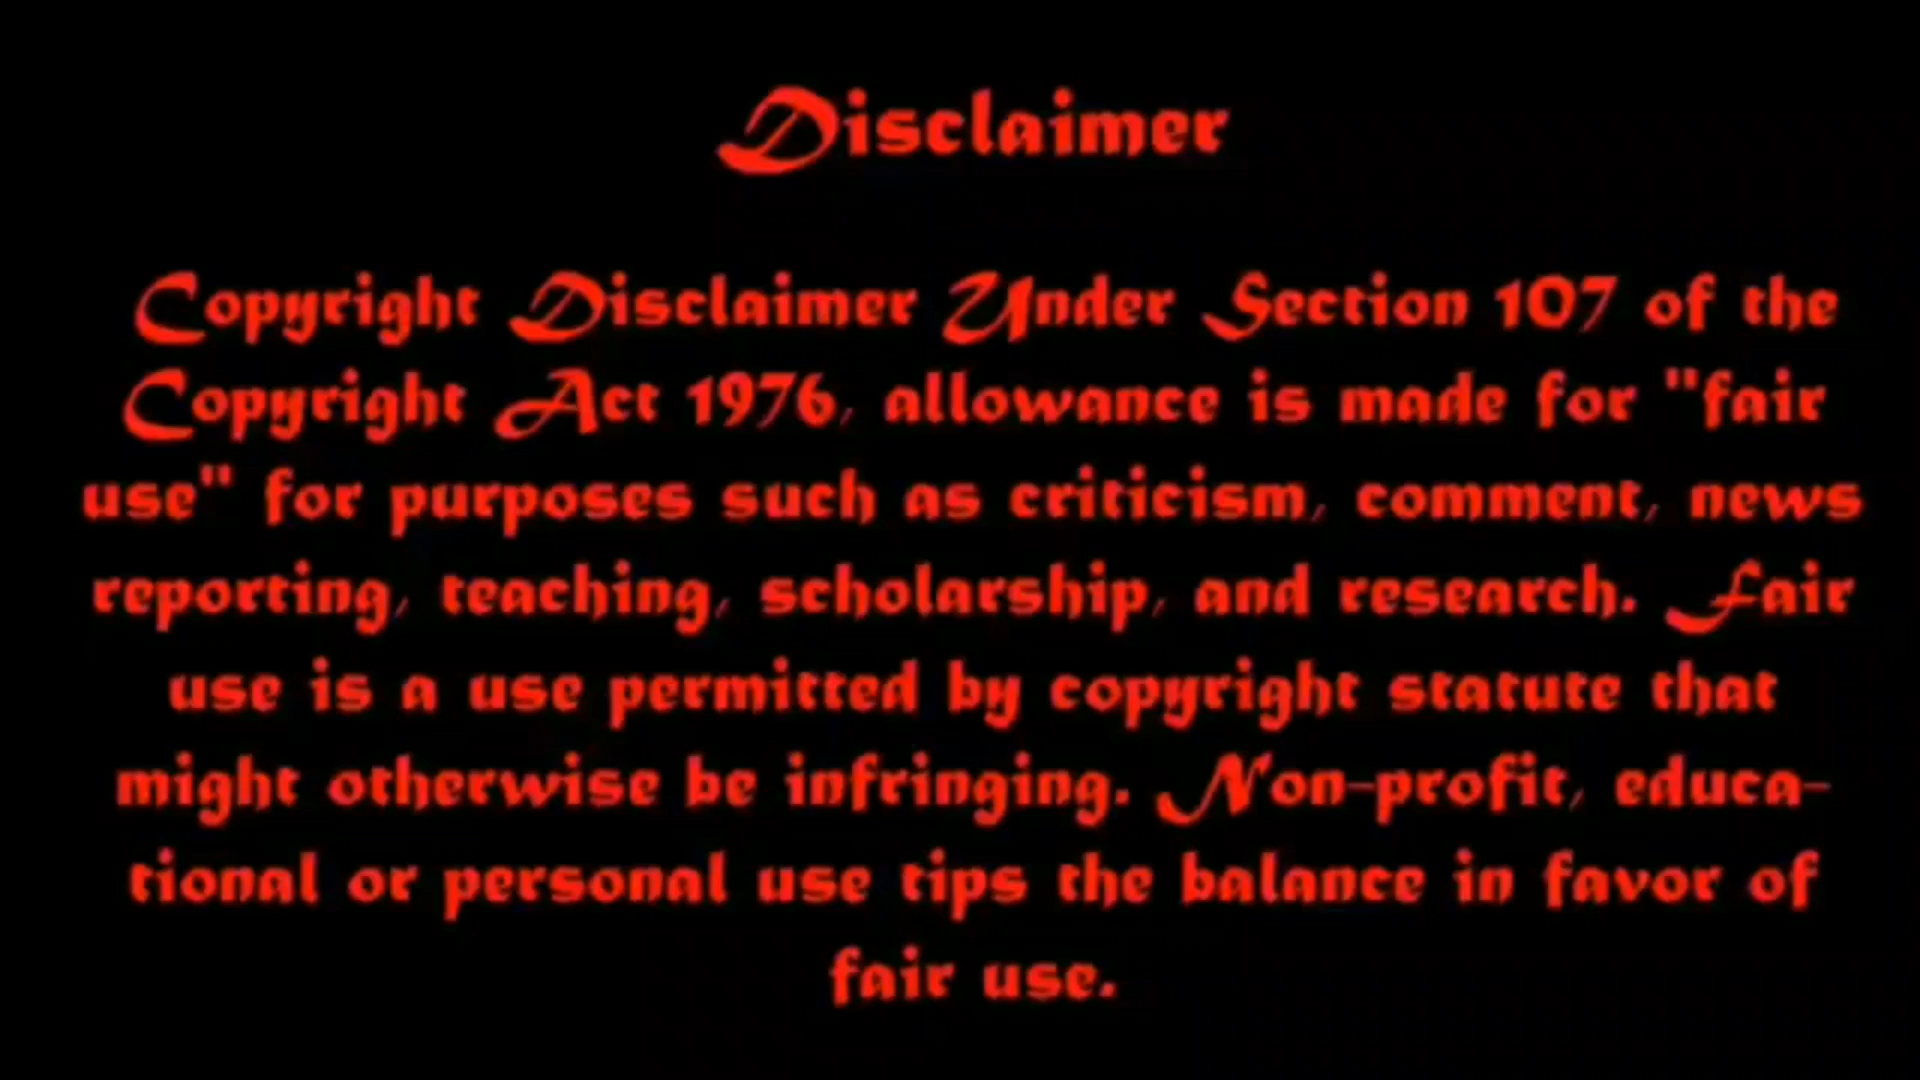 Disclaimer
Copyright Disclaimer Under Section 107 of the
Copyright Act 1976, allowance is made for "fair
use" for purposes such as criticism, comment, news
reporting, teaching, scholarship, and research. Fair
use is a use permitted by copyright statute that
might otherwise be infringing. Non-profit, educa-
tional or personal use tips the balance in favor of
fair use.